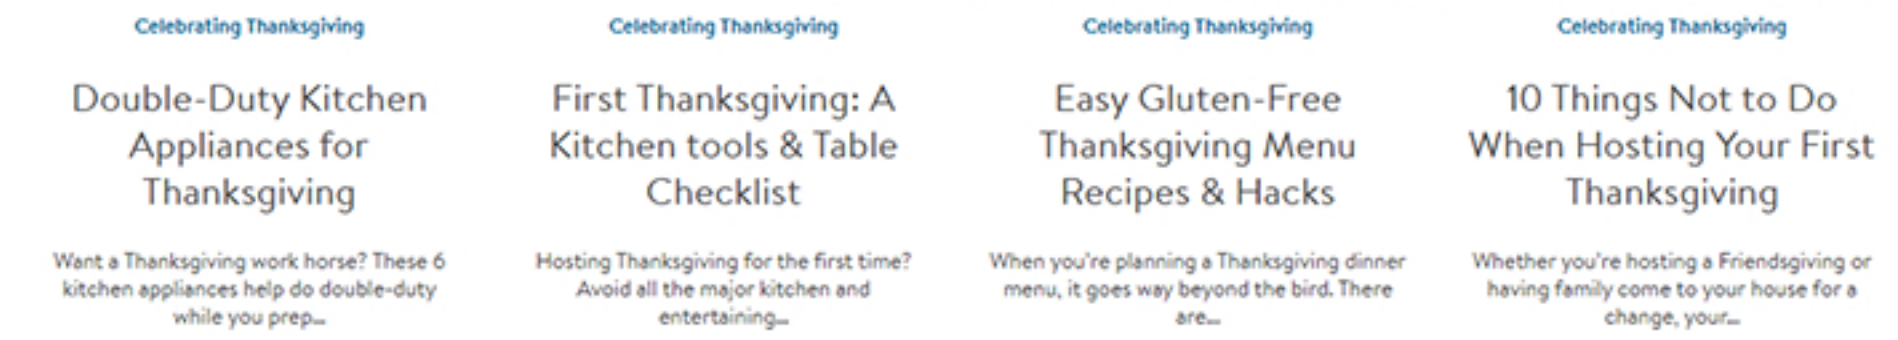 Celebrating Thanksgiving
Double-Duty Kitchen
Appliances for
Thanksgiving
Want a Thanksgiving work horse? These 6
kitchen appliances help do double-duty
while you prep...
Celebrating Thanksgiving
First Thanksgiving: A
Kitchen tools & Table
Checklist
Hosting Thanksgiving for the first time?
Avoid all the major kitchen and
entertaining...
Celebrating Thanksgiving
Easy Gluten-Free
Thanksgiving Menu
Recipes & Hacks
When you're planning a Thanksgiving dinner
menu, it goes way beyond the bird. There
are...
Celebrating Thanksgiving
10 Things Not to Do
When Hosting Your First
Thanksgiving
Whether you're hosting a Friendsgiving or
having family come to your house for a
change, your...